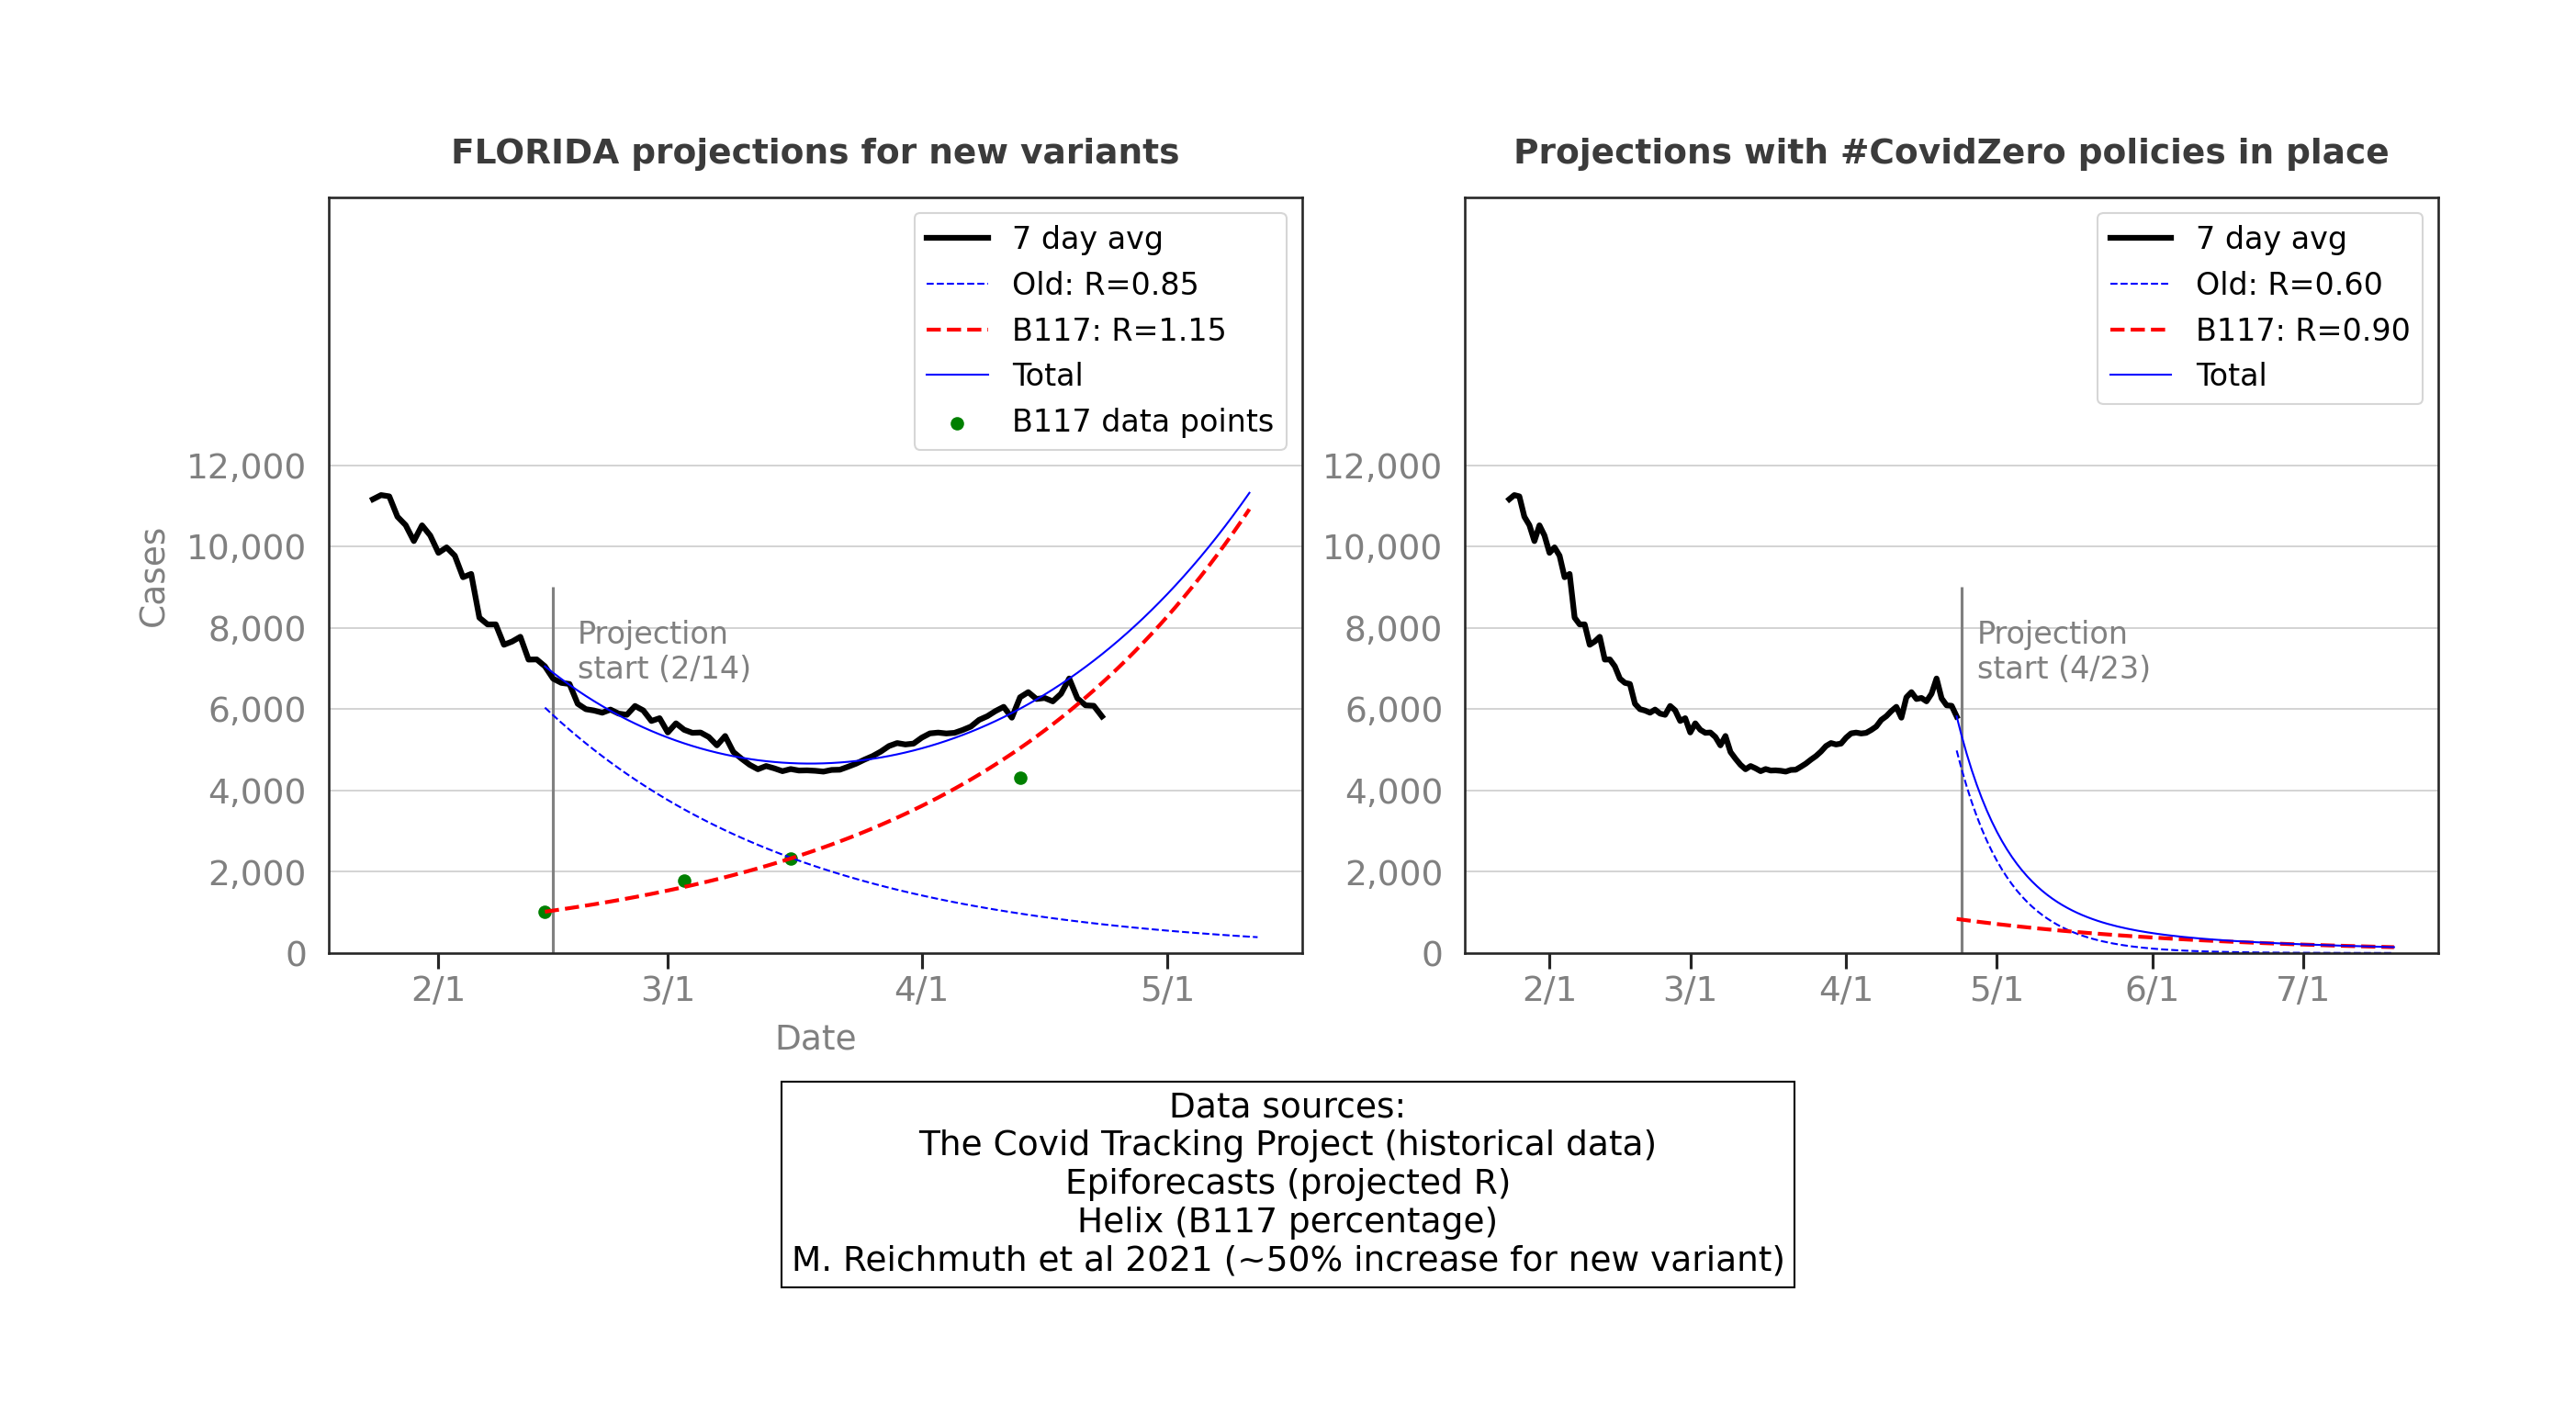 FLORIDA projections for new variants
7 day avg
Old: R=0.85
B117: R=1.15
Total
B117 data points
12,000
10,000
8,000
6,000
4,000
2,000
0
Cases
Projection
start (2/14)
2/1
3/1
4/1
5/1
Date
Projections with #CovidZero policies in place
7 day avg
Old: R=0.60
B117: R=0.90
Total
12,000
10,000
8,000
6,000
4,000
2,000
0
Projection
start (4/23)
2/1
3/1
4/1
5/1
6/1
7/1
Data sources:
The Covid Tracking Project (historical data)
Epiforecasts (projected R)
Helix (B117 percentage)
M. Reichmuth et al 2021 (~50% increase for new variant)